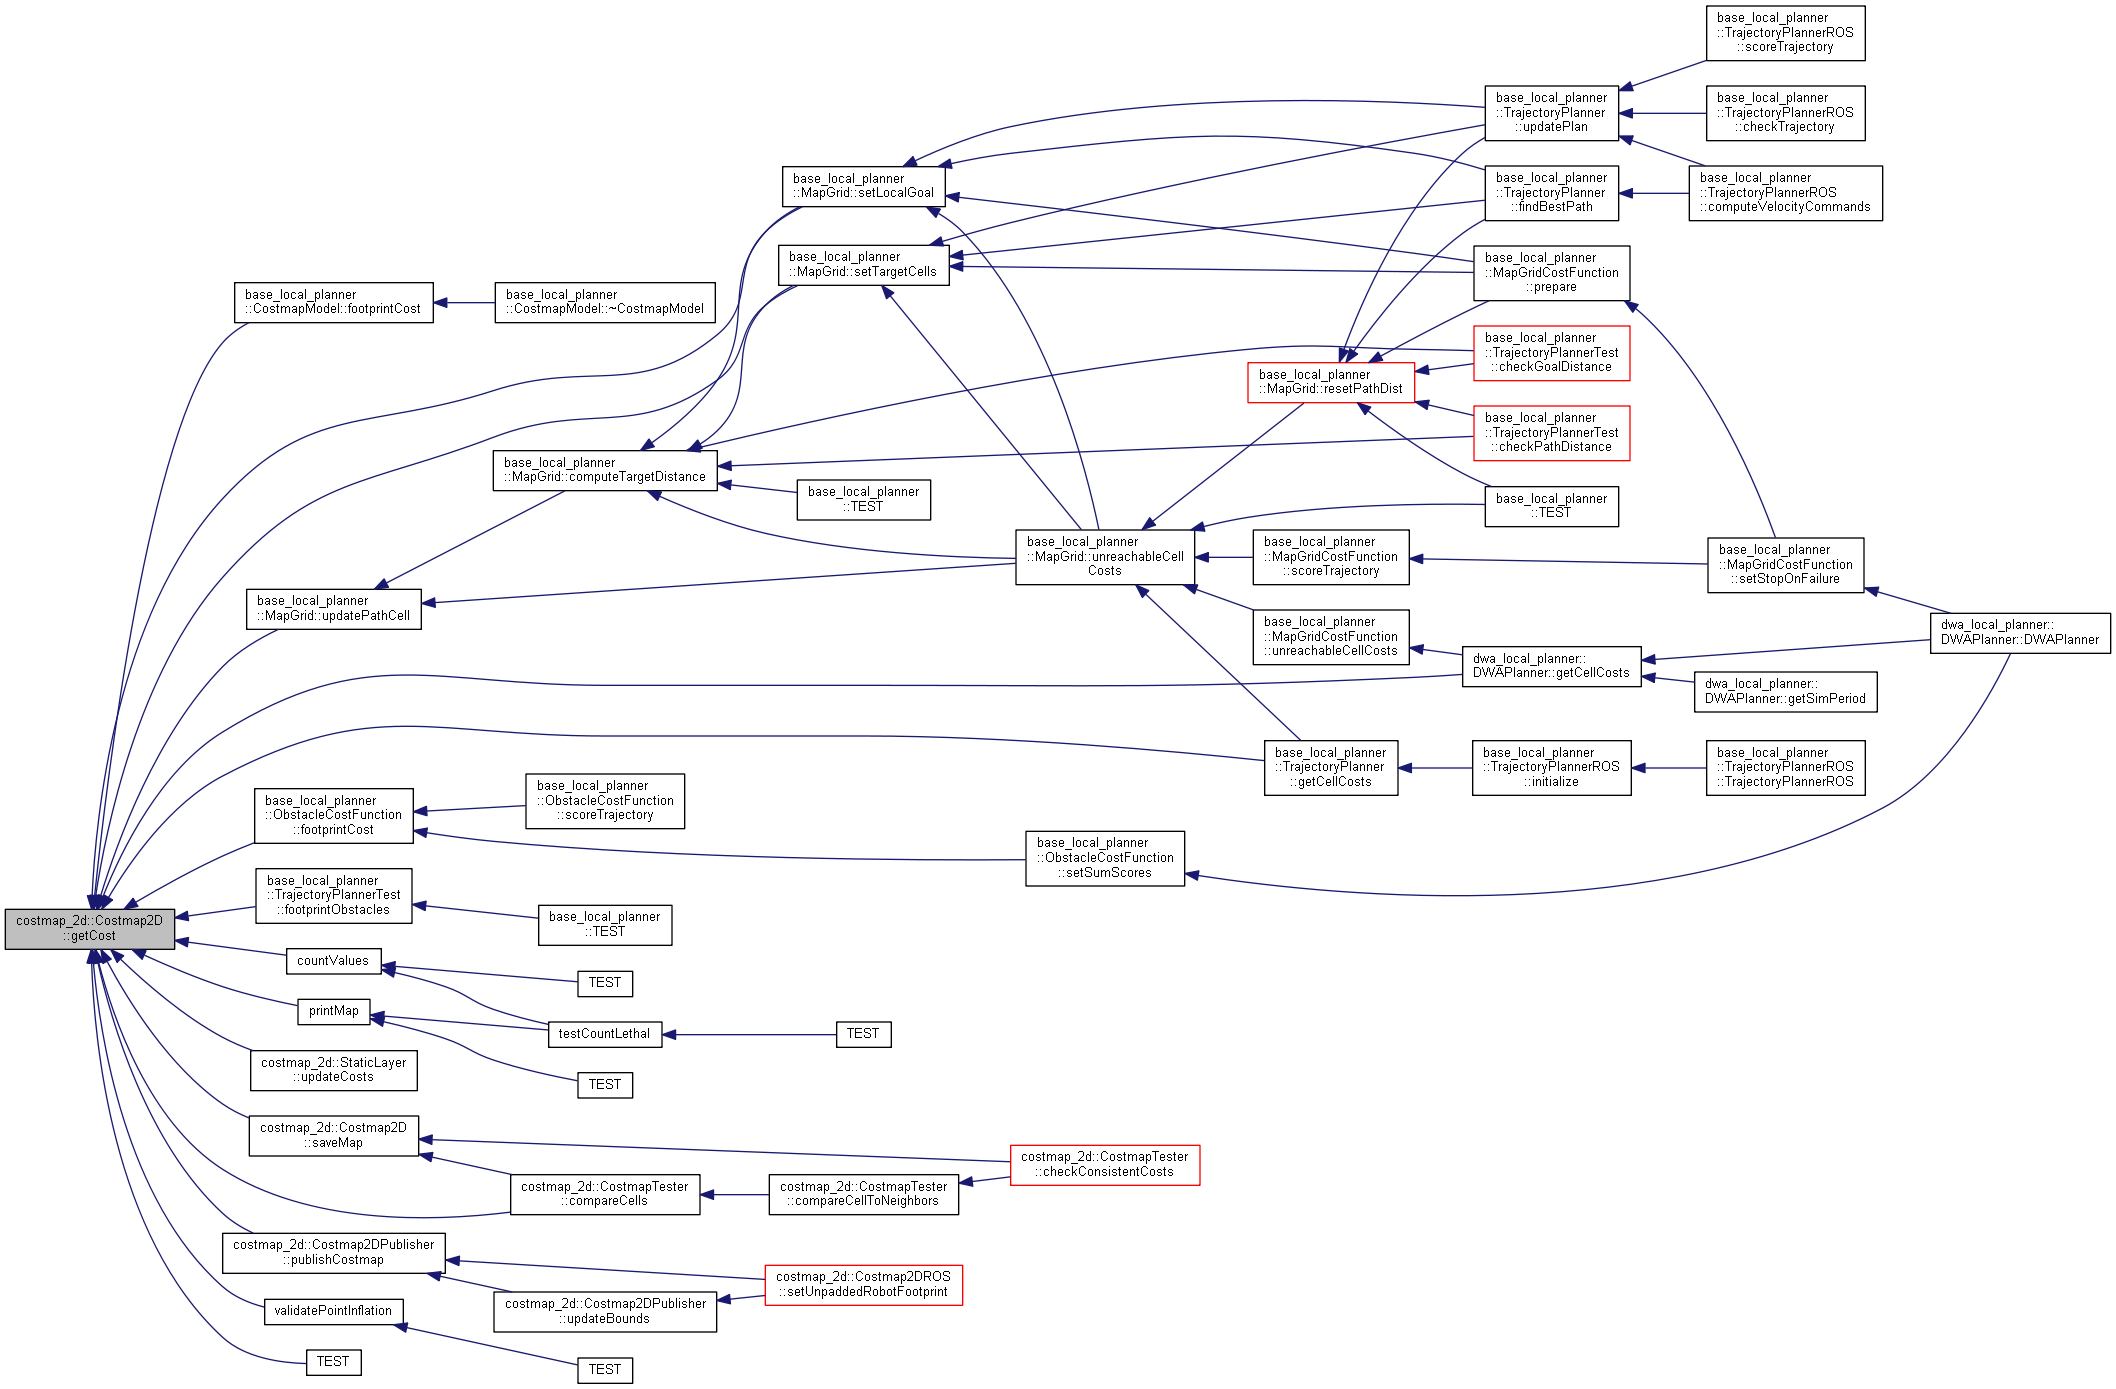 base_local_planner
::TrajectoryPlannerROS
::scoreTrajectory
base_local_planner
::TrajectoryPlanner
::updatePlan
base_local_planner
::TrajectoryPlannerROS
::checkTrajectory
base_local_planner
::MapGrid::setLocalGoal
base_local_planner
::TrajectoryPlanner
::findBestPath
base_local_planner
::TrajectoryPlannerROS
::computeVelocityCommands
base_local_planner
::MapGrid::setTargetCells
base_local_planner
::MapGridCostFunction
::prepare
base_local_planner
::CostmapModel::footprintCost
base_local_planner
::CostmapModel::~CostmapModel
base_local_planner
::TrajectoryPlannerTest
::checkGoalDistance
base_local_planner
::MapGrid::resetPathDist
base_local_planner
::TrajectoryPlannerTest
::checkPathDistance
base_local_planner
::MapGrid::computeTargetDistance
base_local_planner
::TEST
base_local_planner
::TEST
base_local_planner
::MapGrid::unreachableCell
Costs
base_local_planner
::MapGridCostFunction
::scoreTrajectory
base_local_planner
::MapGridCostFunction
::setStopOnFailure
base_local_planner
::MapGrid::updatePathCell
base_local_planner
::MapGridCostFunction
::unreachableCellCosts
dwa_local_planner::
DWAPlanner::DWAPlanner
dwa_local_planner::
DWAPlanner::getCellCosts
dwa_local_planner::
DWAPlanner::getSimPeriod
base_local_planner
::TrajectoryPlanner
::getCellCosts
base_local_planner
::TrajectoryPlannerROS
::initialize
base_local_planner
::TrajectoryPlannerROS
::TrajectoryPlannerROS
base_local_planner
::ObstacleCostFunction
::footprintCost
base_local_planner
::ObstacleCostFunction
::scoreTrajectory
base_local_planner
::ObstacleCostFunction
::setSumScores
base_local_planner
::TrajectoryPlannerTest
::footprintObstacles
base_local_planner
::TEST
costmap_2d::Costmap2D
::getCost
countValues
TEST
printMap
testCountLethal
TEST
costmap_2d::StaticLayer
::updateCosts
TEST
costmap_2d::Costmap2D
::saveMap
costmap_2d::CostmapTester
::checkConsistentCosts
costmap_2d::CostmapTester
::compareCells
costmap_2d::CostmapTester
::compareCellToNeighbors
costmap_2d::Costmap2DPublisher
::publishCostmap
costmap_2d::Costmap2DROS
::setUnpaddedRobotFootprint
costmap_2d::Costmap2DPublisher
::updateBounds
validatePointInflation
TEST
TEST